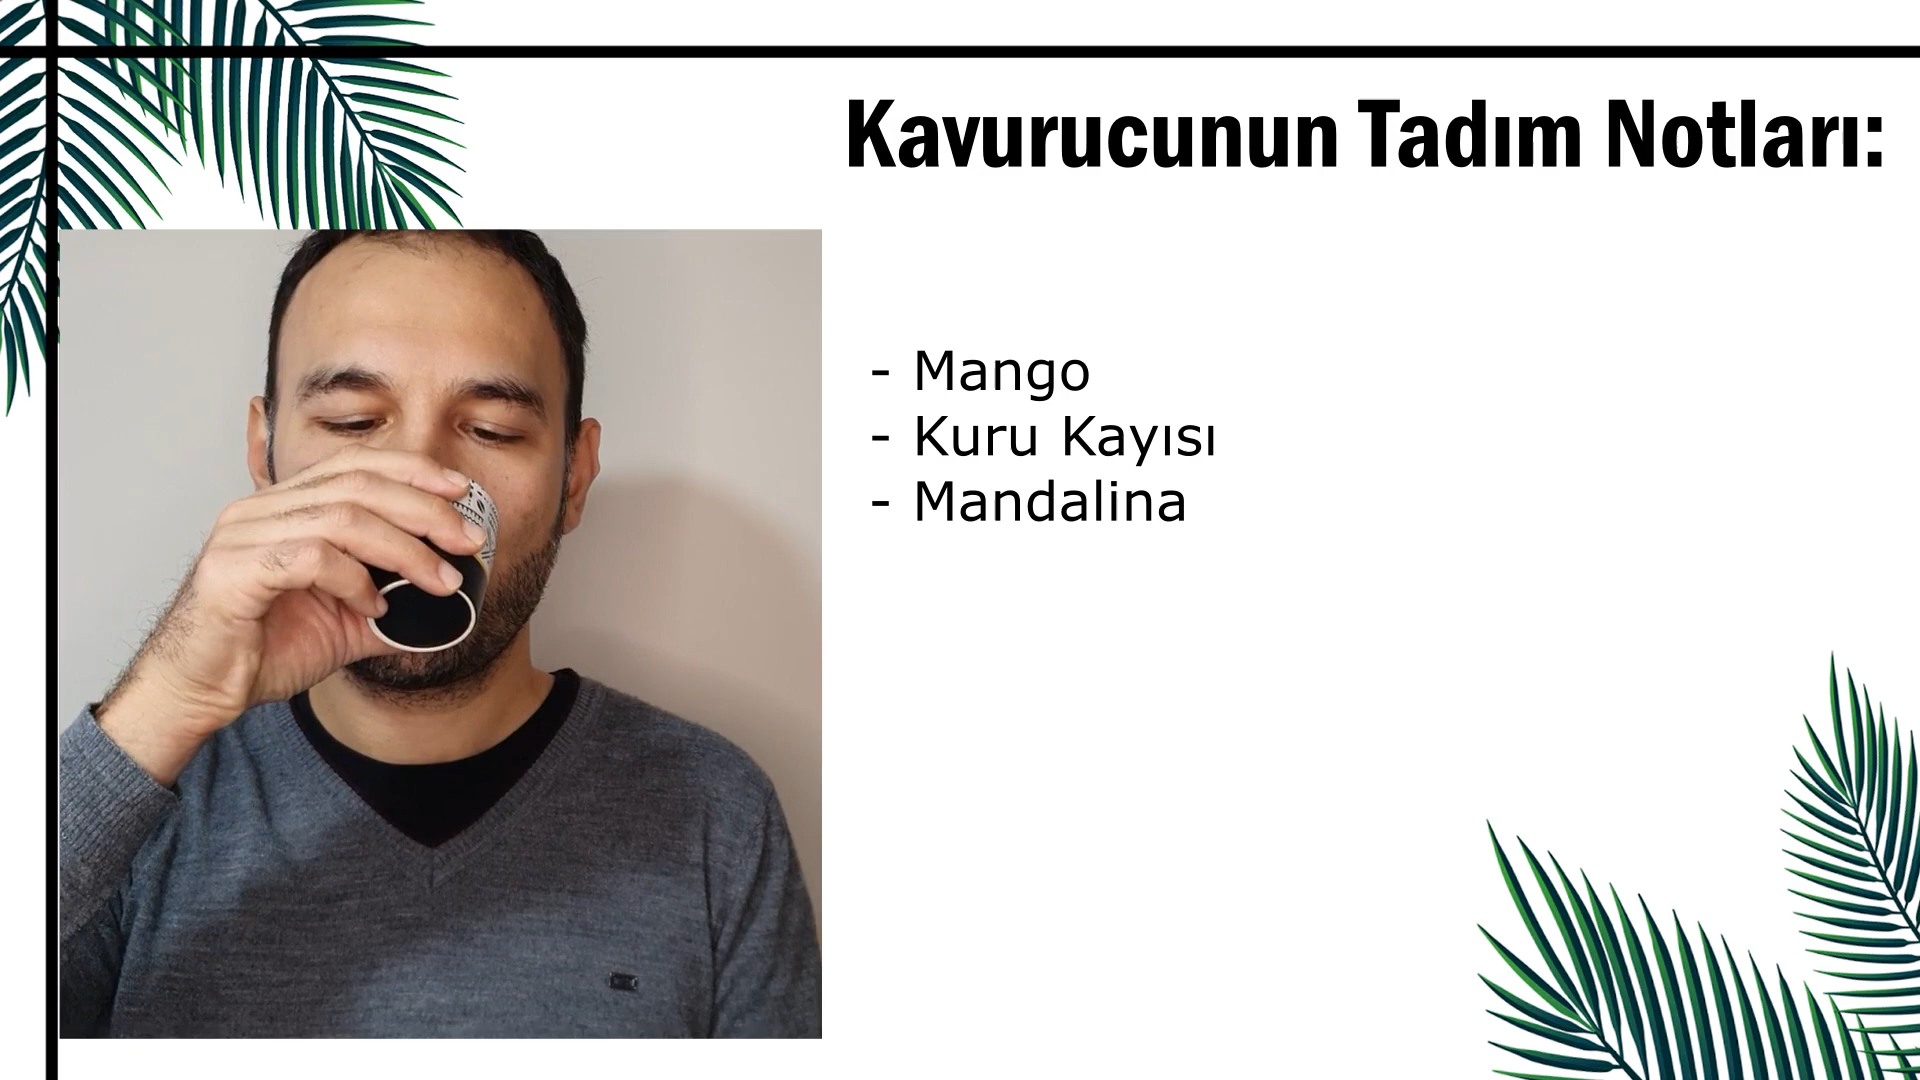 Kavurucunun Tadım Notları:
- Mango
- Kuru Kayısı
- Mandalina